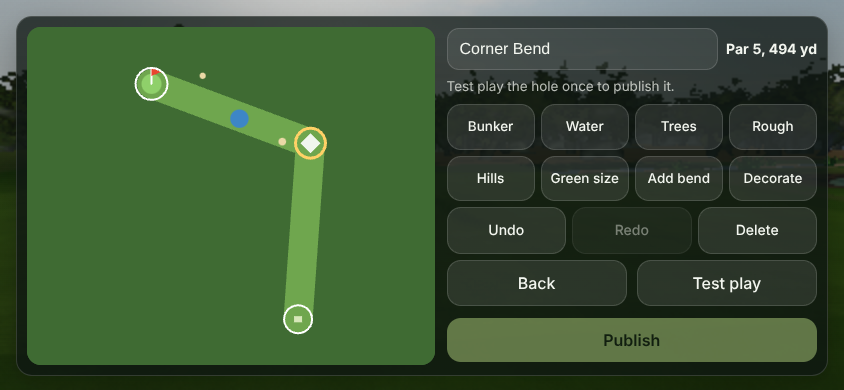 Corner Bend
Par 5, 494 yd
Test play the hole once to publish it.
Bunker
Water
Trees
Rough
Hills
Green size
Add bend
Decorate
Undo
Redo
Delete
Back
Test play
Publish